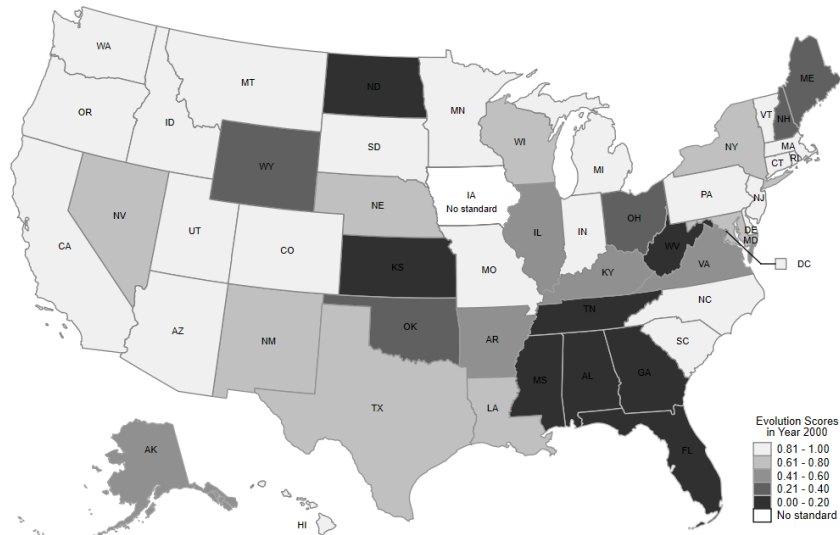 WA
MT
ND
MN
ME
OR
ID
WI
VT
NH
SD
NY
MA
WY
MI
CT
RI
IA
No standard
PA
NE
NJ
NV
OH
IN
IL
DE
UT
MD
CA
CO
WV
KS
MO
VA
DC
KY
NC
TN
OK
AZ
NM
AR
SC
MS
AL
GA
TX
LA
Evolution Scores
in Year 2000
AK
0.81 - 1.00
FL
0.61 - 0.80
0.41 - 0.60
0.21 - 0.40
0.00 - 0.20
No standard
HI